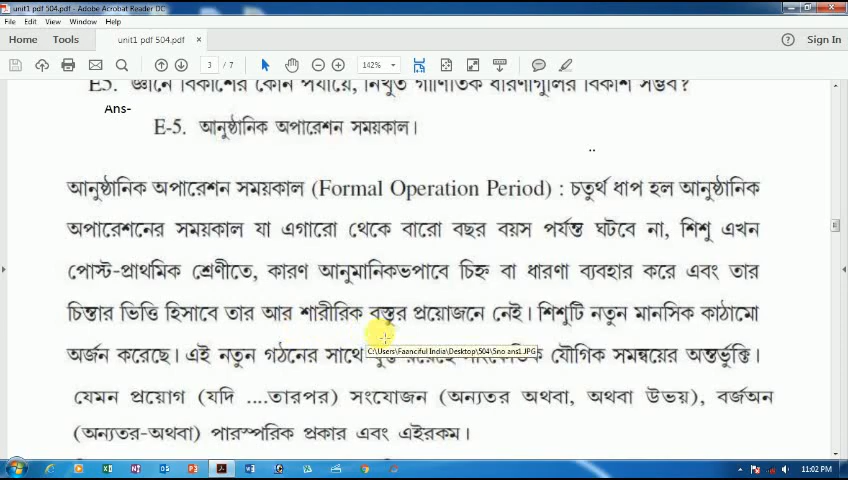 unit1 pdf 504.pdf - Adobe Acrobat Reader DC
File Edit View Window Help
Home Tools unit1 pdf 504.pdf × Sign In
3 / 7 142%
E5. জ্ঞানে বিকাশের কোন পর্যায়ে, নিখুঁত গাণিতিক ধারণাগুলির বিকাশ সম্ভব?
Ans-
E-5. আনুষ্ঠানিক অপারেশন সময়কাল।
..
আনুষ্ঠানিক অপারেশন সময়কাল (Formal Operation Period) : চতুর্থ ধাপ হল আনুষ্ঠানিক
অপারেশনের সময়কাল যা এগারো থেকে বারো বছর বয়স পর্যন্ত ঘটবে না, শিশু এখন
পোস্ট-প্রাথমিক শ্রেণীতে, কারণ আনুমানিকভপাবে চিহ্ন বা ধারণা ব্যবহার করে এবং তার
চিন্তার ভিত্তি হিসাবে তার আর শারীরিক বস্তুর প্রয়োজনে নেই। শিশুটি নতুন মানসিক কাঠামো
অর্জন করেছে। এই নতুন গঠনের সাথে যৌগিক সমন্বয়ের অন্তর্ভুক্তি।
C:\Users\Faanciful India\Desktop\504\5no ans1.JPG
যেমন প্রয়োগ (যদি ....তারপর) সংযোজন (অন্যতর অথবা, অথবা উভয়), বর্জঅন
(অন্যতর-অথবা) পারস্পরিক প্রকার এবং এইরকম।
11:02 PM